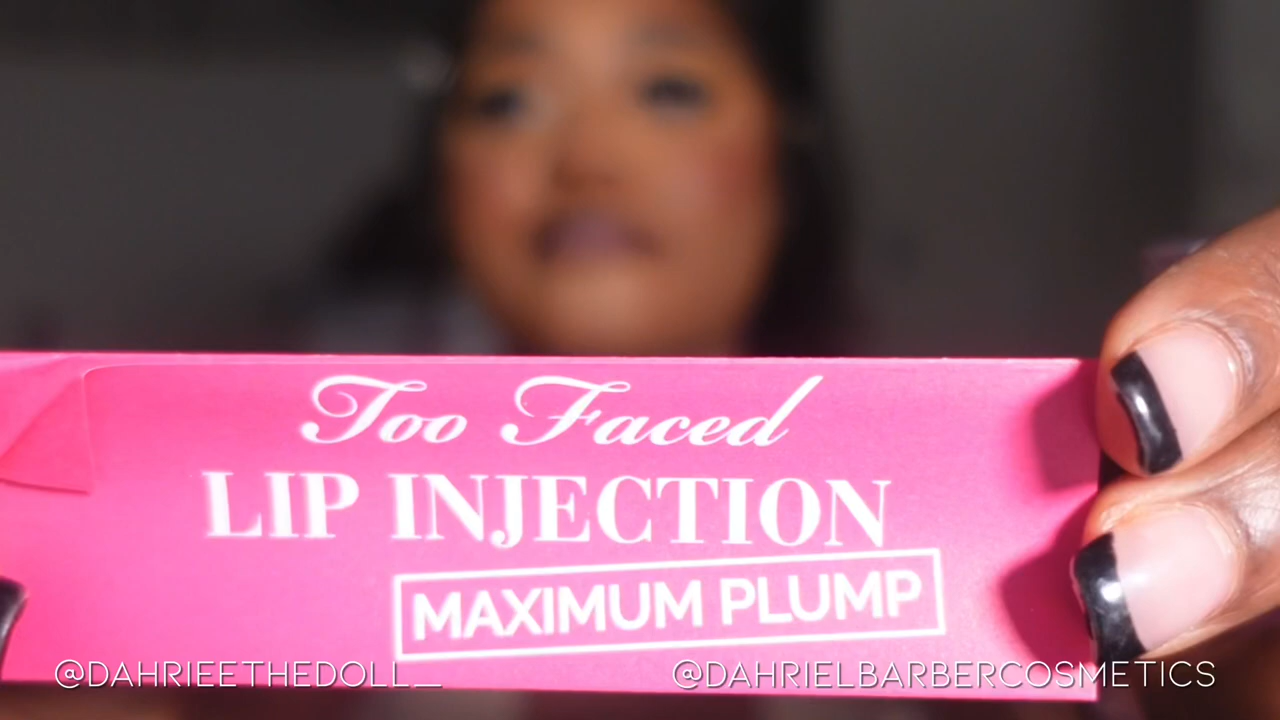 Too Faced
LIP INJECTION
MAXIMUM PLUMP
@DAHRIEETHEDOLL_ @DAHRIELBARBERCOSMETICS